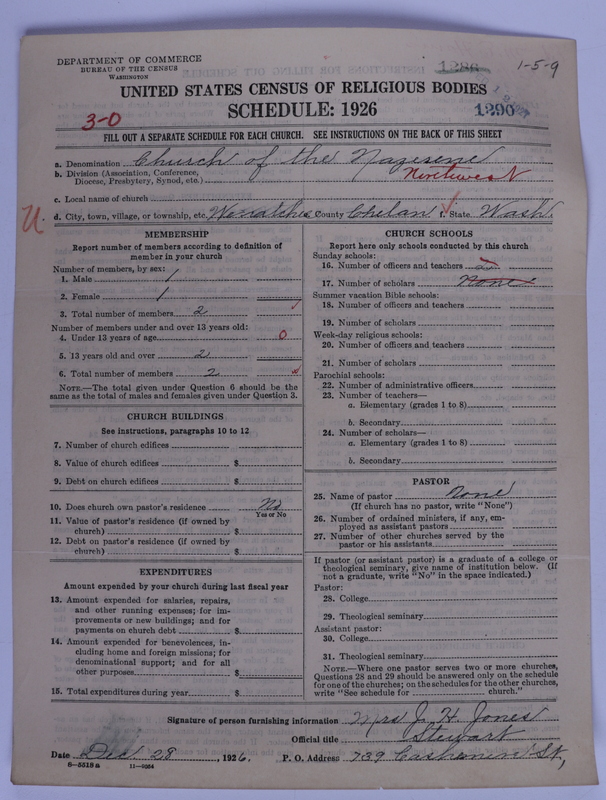 DEPARTMENT OF COMMERCE
BUREAU OF THE CENSUS
WASHINGTON
1286
1-5-9
UNITED STATES CENSUS OF RELIGIOUS BODIES
SCHEDULE: 1926
1290
3-0
FILL OUT A SEPARATE SCHEDULE FOR EACH CHURCH. SEE INSTRUCTIONS ON THE BACK OF THIS SHEET
a. Denomination Church of the Nazerene
b. Division (Association, Conference, Diocese, Presbytery, Synod, etc.) Northwest
c. Local name of church
U. d. City, town, village, or township, etc. Wenatchee e. County Chelan f. State Wash.
MEMBERSHIP
Report number of members according to definition of member in your church
Number of members, by sex:
1. Male 1
2. Female 1
3. Total number of members 2
Number of members under and over 13 years old:
4. Under 13 years of age 0
5. 13 years old and over 2
6. Total number of members 2
NOTE.—The total given under Question 6 should be the same as the total of males and females given under Question 3.
CHURCH BUILDINGS
See instructions, paragraphs 10 to 12
7. Number of church edifices
8. Value of church edifices $
9. Debt on church edifices $
10. Does church own pastor's residence No
Yes or No
11. Value of pastor's residence (if owned by church) $
12. Debt on pastor's residence (if owned by church) $
EXPENDITURES
Amount expended by your church during last fiscal year
13. Amount expended for salaries, repairs, and other running expenses; for improvements or new buildings; and for payments on church debt $
14. Amount expended for benevolences, including home and foreign missions; for denominational support; and for all other purposes $
15. Total expenditures during year $
CHURCH SCHOOLS
Report here only schools conducted by this church
Sunday schools:
16. Number of officers and teachers 2
17. Number of scholars None
Summer vacation Bible schools:
18. Number of officers and teachers
19. Number of scholars
Week-day religious schools:
20. Number of officers and teachers
21. Number of scholars
Parochial schools:
22. Number of administrative officers
23. Number of teachers—
a. Elementary (grades 1 to 8)
b. Secondary
24. Number of scholars—
a. Elementary (grades 1 to 8)
b. Secondary
PASTOR
25. Name of pastor None
(If church has no pastor, write "None")
26. Number of ordained ministers, if any, employed as assistant pastors
27. Number of other churches served by the pastor or his assistants
If pastor (or assistant pastor) is a graduate of a college or theological seminary, give name of institution below. (If not a graduate, write "No" in the space indicated.)
Pastor:
28. College
29. Theological seminary
Assistant pastor:
30. College
31. Theological seminary
NOTE.—Where one pastor serves two or more churches, Questions 28 and 29 should be answered only on the schedule for one of the churches; on the schedules for the other churches, write "See schedule for church."
Signature of person furnishing information Mrs J. H. Jones
Official title Stewart
Date Dec 28, 1926. P. O. Address 739 St,
8-5518 a 11-9054